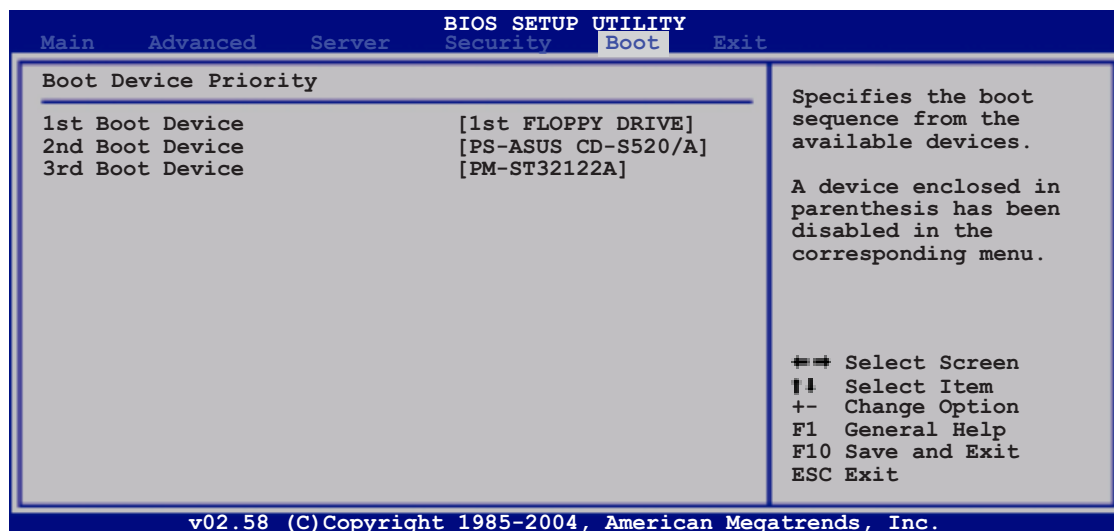 BIOS SETUP UTILITY
Main Advanced Server Security Boot Exit
Boot Device Priority
1st Boot Device [1st FLOPPY DRIVE]
2nd Boot Device [PS-ASUS CD-S520/A]
3rd Boot Device [PM-ST32122A]
Specifies the boot
sequence from the
available devices.
A device enclosed in
parenthesis has been
disabled in the
corresponding menu.
←→ Select Screen
↑↓ Select Item
+- Change Option
F1 General Help
F10 Save and Exit
ESC Exit
v02.58 (C)Copyright 1985-2004, American Megatrends, Inc.